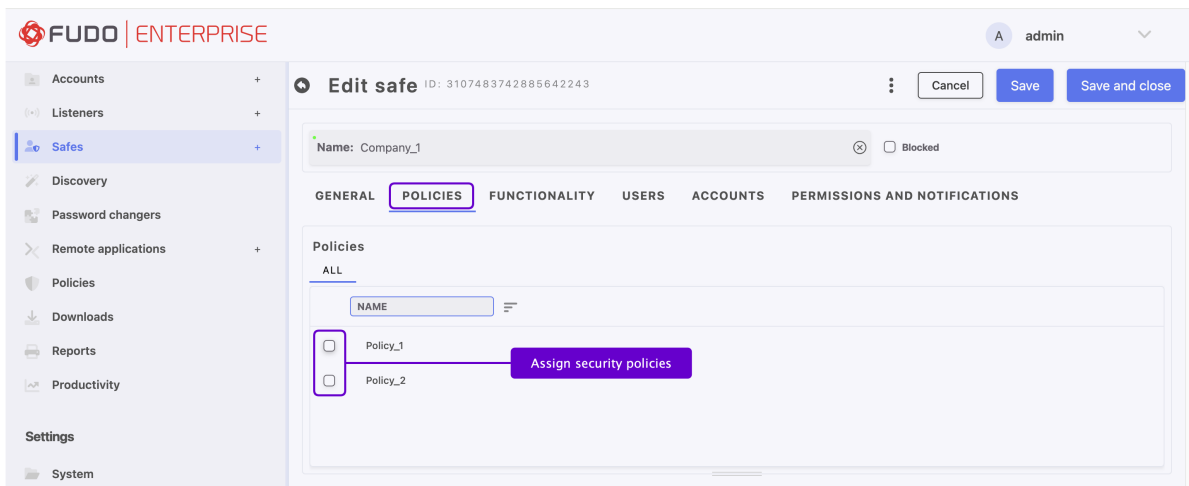 FUDO ENTERPRISE
A admin
Accounts +
Listeners +
Safes +
Discovery
Password changers
Remote applications +
Policies
Downloads
Reports
Productivity
Settings
System
Edit safe ID: 3107483742885642243
Cancel Save Save and close
Name: Company_1
Blocked
GENERAL POLICIES FUNCTIONALITY USERS ACCOUNTS PERMISSIONS AND NOTIFICATIONS
Policies
ALL
NAME
Policy_1
Assign security policies
Policy_2